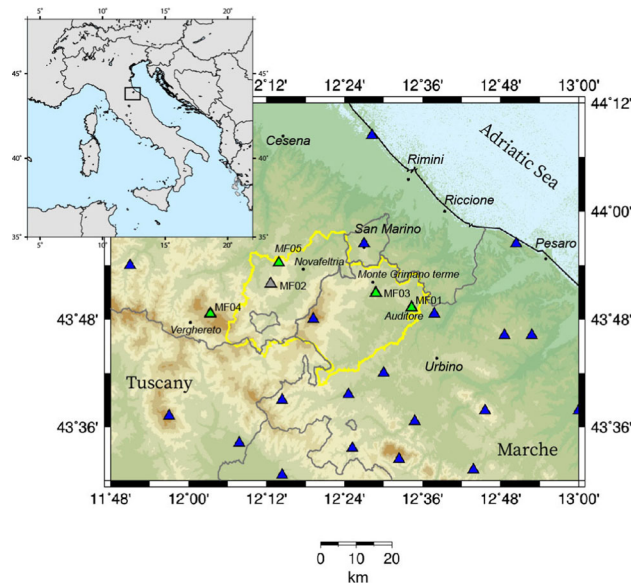 5° 10° 15° 20°
45° 45°
40° 40°
35° 35°
5° 10° 15° 20°
12°12' 12°24' 12°36' 12°48' 13°00'
44°12'
Cesena
Adriatic Sea
Rimini
Riccione
44°00'
San Marino
Pesaro
MF05
Novafeltria
Monte Grimano terme
MF02
MF03
MF04
MF01
Auditore
43°48' 43°48'
Verghereto
Urbino
Tuscany
43°36' 43°36'
Marche
11°48' 12°00' 12°12' 12°24' 12°36' 12°48' 13°00'
0 10 20
km